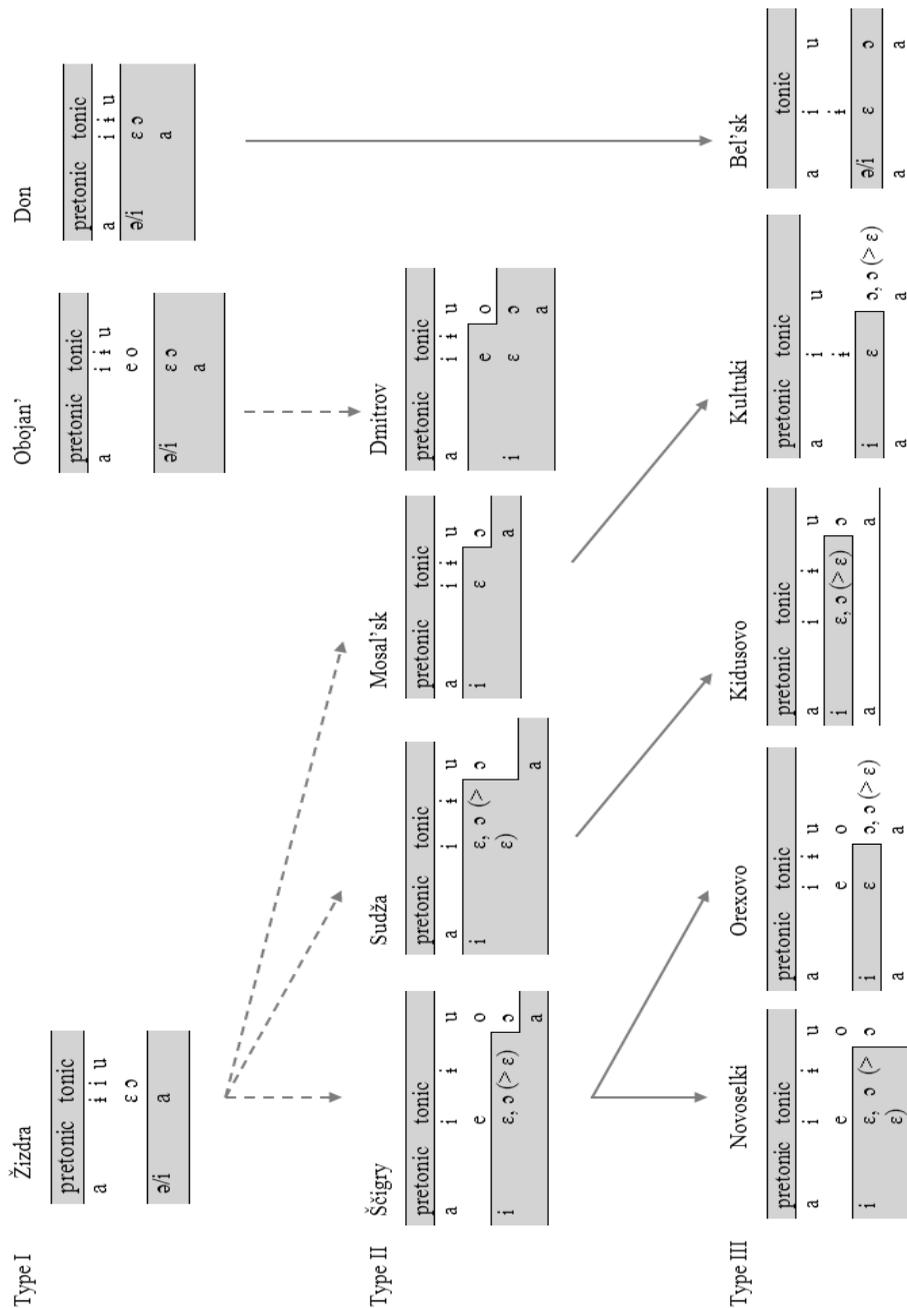 Type I
Žizdra
pretonic tonic
a ɨ i u
ɛ ɔ
ə/i a
Obojan’
pretonic tonic
a i ɨ u
e o
ə/i ɛ ɔ
a
Don
pretonic tonic
a i ɨ u
ə/i ɛ ɔ
a
Type II
Ščigry
pretonic tonic
a i ɨ u
e o
i ɛ, ɔ (> ɛ) ɔ
a
Sudža
pretonic tonic
a i ɨ u
i ɛ, ɔ (> ɔ
ɛ)
a
Mosal’sk
pretonic tonic
a i ɨ u
i ɛ ɔ
a
Dmitrov
pretonic tonic
a i ɨ u
e o
i ɛ ɔ
a
Type III
Novoselki
pretonic tonic
a i ɨ u
e o
i ɛ, ɔ (> ɔ
ɛ)
Orexovo
pretonic tonic
a i ɨ u
e o
i ɛ ɔ, ɔ (> ɛ)
a a
Kidusovo
pretonic tonic
a i ɨ u
i ɛ, ɔ (> ɛ) ɔ
a a
Kultuki
pretonic tonic
a i u
ɨ
i ɛ ɔ, ɔ (> ɛ)
a a
Bel’sk
tonic
a i u
ɨ
ə/i ɛ ɔ
a a